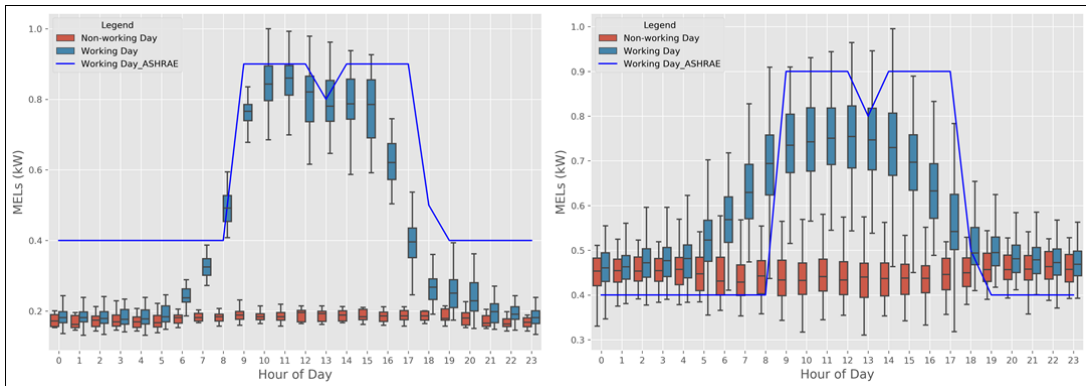 Legend
Non-working Day
Working Day
Working Day_ASHRAE
MELs (kW)
1.0
0.8
0.6
0.4
0.2
0 1 2 3 4 5 6 7 8 9 10 11 12 13 14 15 16 17 18 19 20 21 22 23
Hour of Day
Legend
Non-working Day
Working Day
Working Day_ASHRAE
MELs (kW)
1.0
0.9
0.8
0.7
0.6
0.5
0.4
0.3
0 1 2 3 4 5 6 7 8 9 10 11 12 13 14 15 16 17 18 19 20 21 22 23
Hour of Day